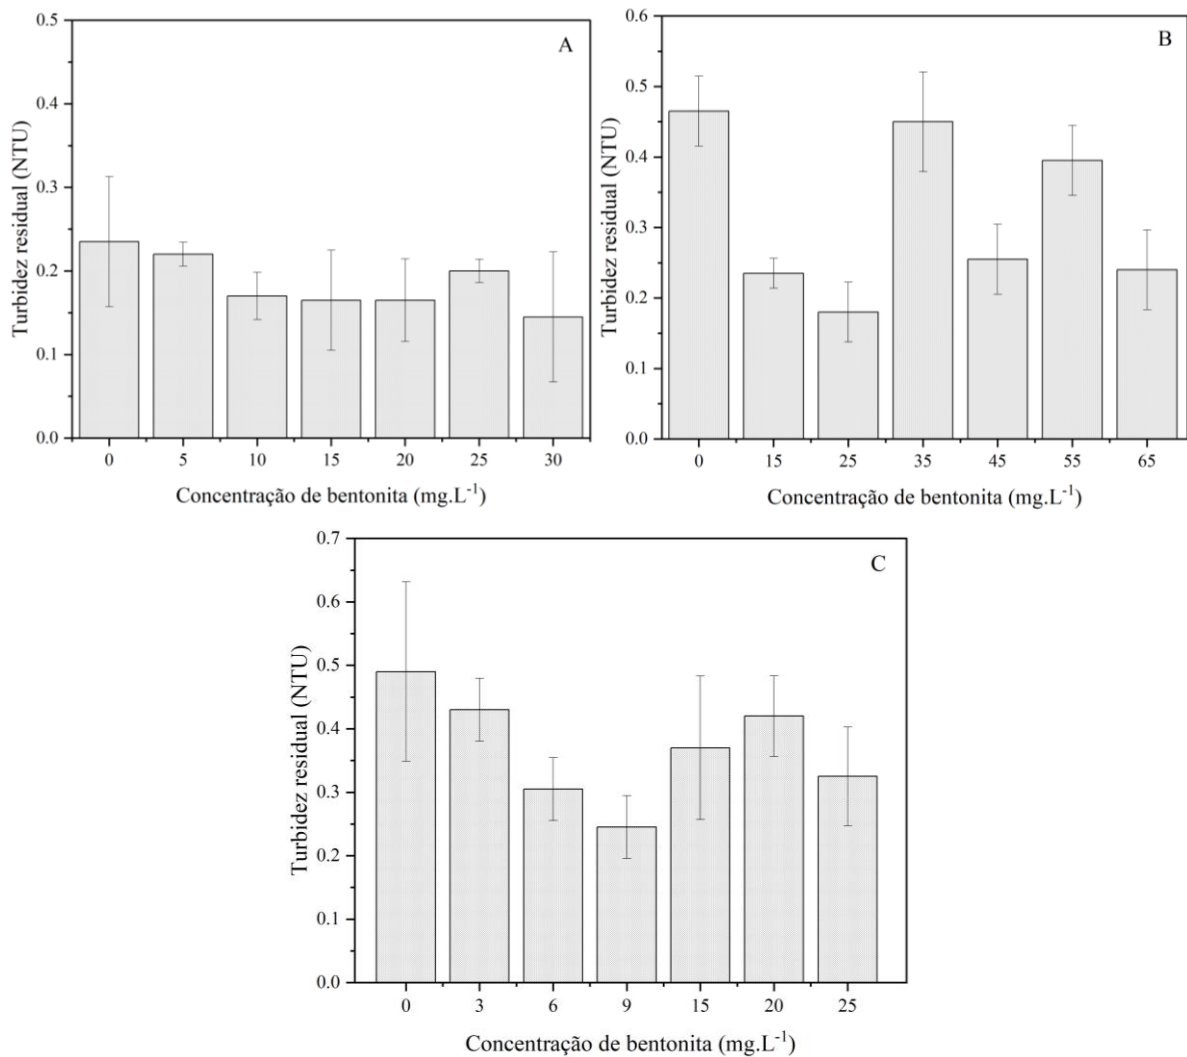 A
0.5
0.4
0.3
0.2
0.1
0.0
Turbidez residual (NTU)
0 5 10 15 20 25 30
Concentração de bentonita (mg.L⁻¹)
B
0.6
0.5
0.4
0.3
0.2
0.1
0.0
Turbidez residual (NTU)
0 15 25 35 45 55 65
Concentração de bentonita (mg.L⁻¹)
C
0.7
0.6
0.5
0.4
0.3
0.2
0.1
0.0
Turbidez residual (NTU)
0 3 6 9 15 20 25
Concentração de bentonita (mg.L⁻¹)